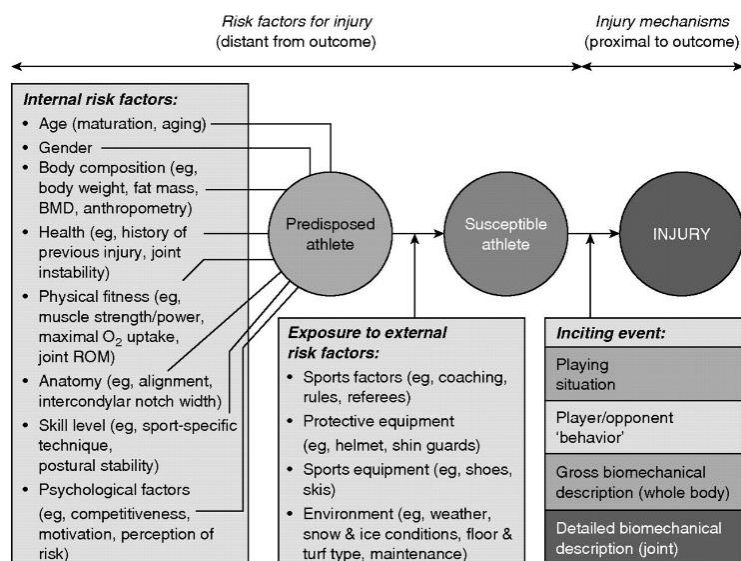 Risk factors for injury
(distant from outcome)
Injury mechanisms
(proximal to outcome)
Internal risk factors:
• Age (maturation, aging)
• Gender
• Body composition (eg,
body weight, fat mass,
BMD, anthropometry)
• Health (eg, history of
previous injury, joint
instability)
• Physical fitness (eg,
muscle strength/power,
maximal O₂ uptake,
joint ROM)
• Anatomy (eg, alignment,
intercondylar notch width)
• Skill level (eg, sport-specific
technique,
postural stability)
• Psychological factors
(eg, competitiveness,
motivation, perception of
risk)
Predisposed
athlete
Susceptible
athlete
INJURY
Exposure to external
risk factors:
• Sports factors (eg, coaching,
rules, referees)
• Protective equipment
(eg, helmet, shin guards)
• Sports equipment (eg, shoes,
skis)
• Environment (eg, weather,
snow & ice conditions, floor &
turf type, maintenance)
Inciting event:
Playing
situation
Player/opponent
'behavior'
Gross biomechanical
description (whole body)
Detailed biomechanical
description (joint)